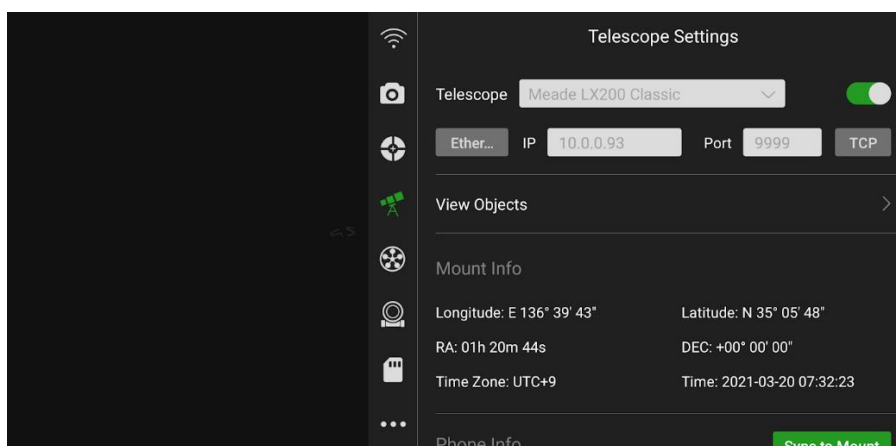 Telescope Settings
Telescope Meade LX200 Classic
Ether... IP 10.0.0.93 Port 9999 TCP
View Objects
Mount Info
Longitude: E 136° 39' 43" Latitude: N 35° 05' 48"
RA: 01h 20m 44s DEC: +00° 00' 00"
Time Zone: UTC+9 Time: 2021-03-20 07:32:23
Phone Info Sync to Mount